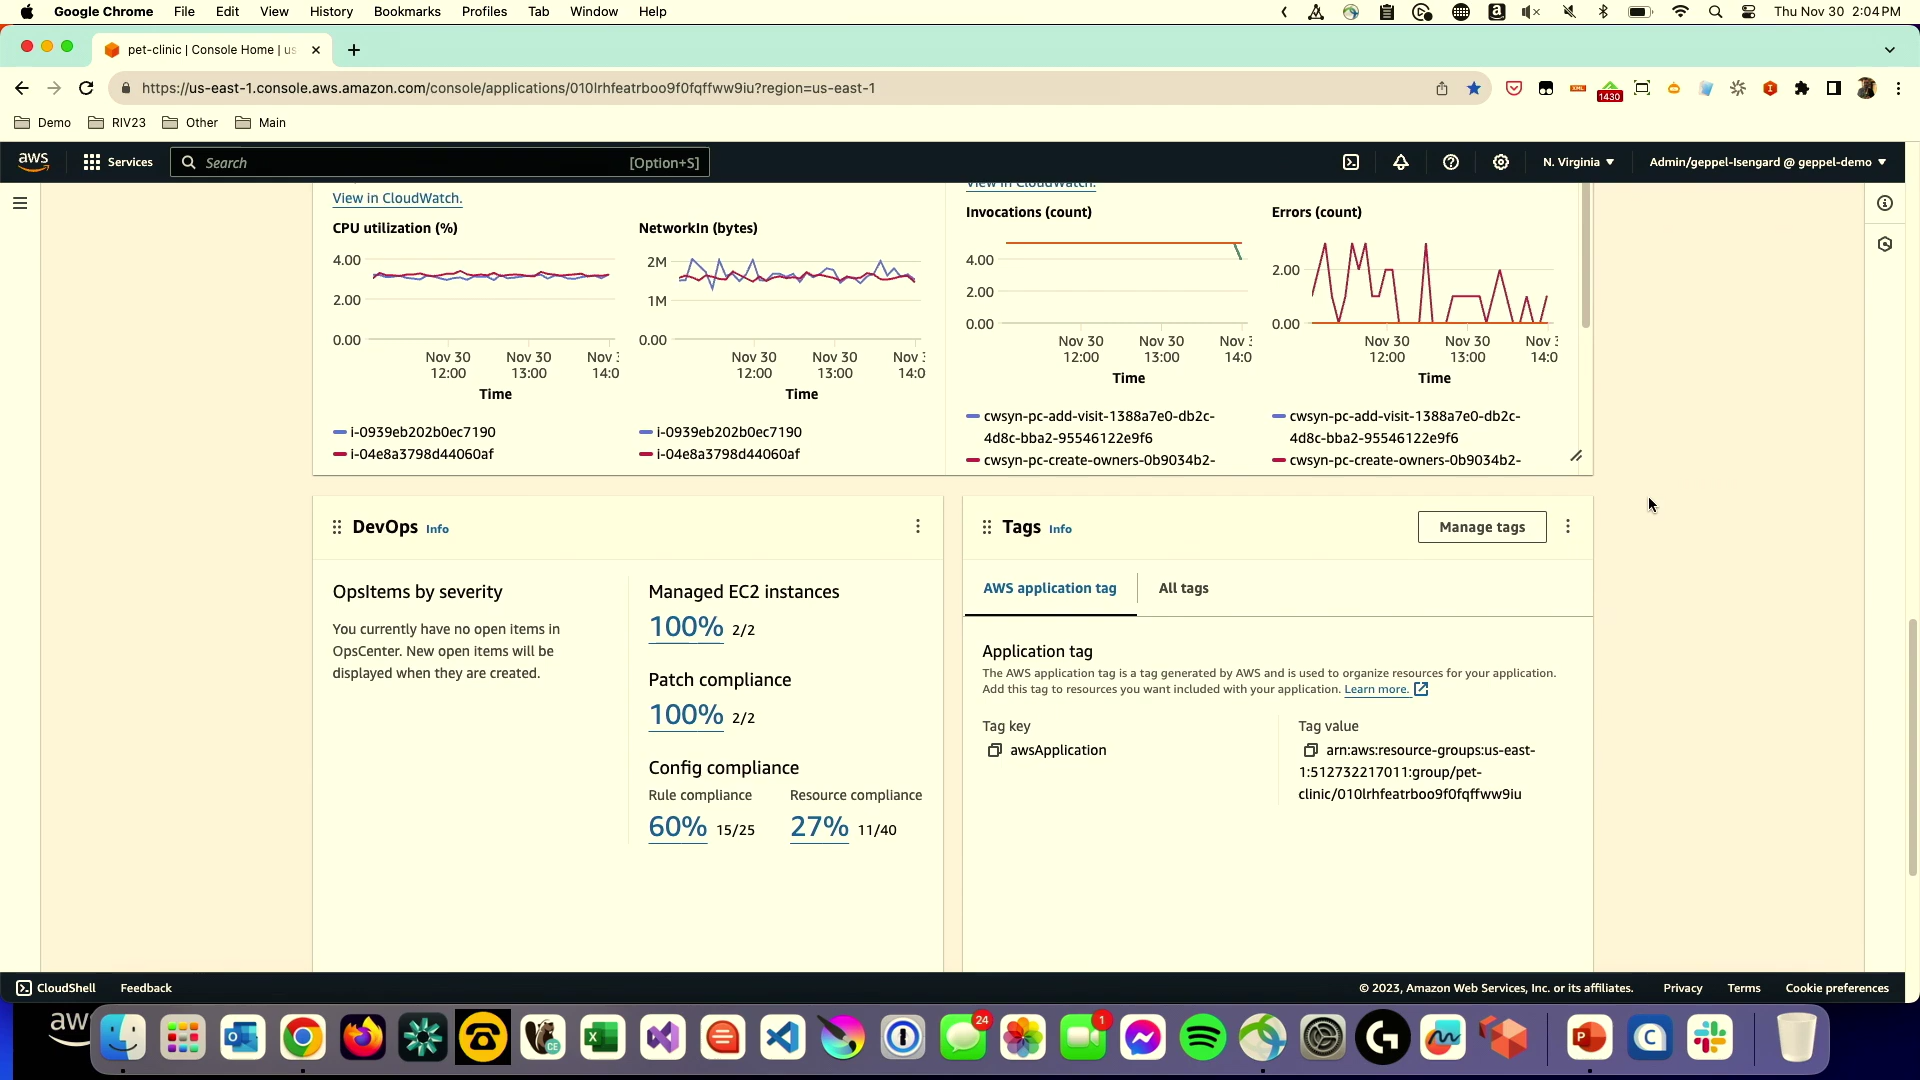 Google Chrome File Edit View History Bookmarks Profiles Tab Window Help Thu Nov 30 2:04 PM
pet-clinic | Console Home | us
https://us-east-1.console.aws.amazon.com/console/applications/010lrhfeatrboo9f0fqffww9iu?region=us-east-1
1430
Demo RIV23 Other Main
aws Services Search [Option+S] N. Virginia Admin/geppel-Isengard @ geppel-demo
View in CloudWatch.
View in CloudWatch.
CPU utilization (%)
4.00
2.00
0.00
Nov 30 12:00
Nov 30 13:00
Time
i-0939eb202b0ec7190
i-04e8a3798d44060af
NetworkIn (bytes)
2M
1M
0.00
Nov 30 12:00
Nov 30 13:00
Time
i-0939eb202b0ec7190
i-04e8a3798d44060af
Invocations (count)
4.00
2.00
0.00
Nov 30 12:00
Nov 30 13:00
Time
cwsyn-pc-add-visit-1388a7e0-db2c-
4d8c-bba2-95546122e9f6
cwsyn-pc-create-owners-0b9034b2-
Errors (count)
2.00
0.00
Nov 30 12:00
Nov 30 13:00
Time
cwsyn-pc-add-visit-1388a7e0-db2c-
4d8c-bba2-95546122e9f6
cwsyn-pc-create-owners-0b9034b2-
DevOps Info
OpsItems by severity
You currently have no open items in
OpsCenter. New open items will be
displayed when they are created.
Managed EC2 instances
100% 2/2
Patch compliance
100% 2/2
Config compliance
Rule compliance Resource compliance
60% 15/25 27% 11/40
Tags Info Manage tags
AWS application tag All tags
Application tag
The AWS application tag is a tag generated by AWS and is used to organize resources for your application.
Add this tag to resources you want included with your application. Learn more.
Tag key
awsApplication
Tag value
arn:aws:resource-groups:us-east-
1:512732217011:group/pet-
clinic/010lrhfeatrboo9f0fqffww9iu
CloudShell Feedback © 2023, Amazon Web Services, Inc. or its affiliates. Privacy Terms Cookie preferences
24
1